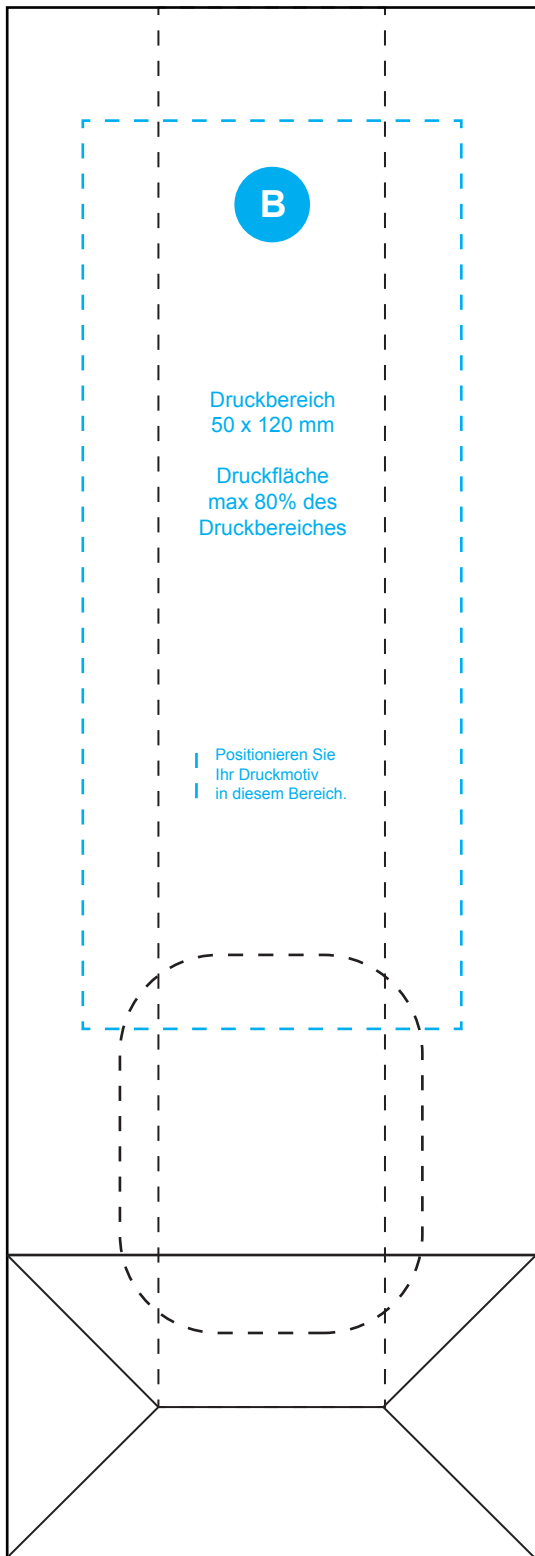 B
Druckbereich
50 x 120 mm
Druckfläche
max 80% des
Druckbereiches
Positionieren Sie
Ihr Druckmotiv
in diesem Bereich.